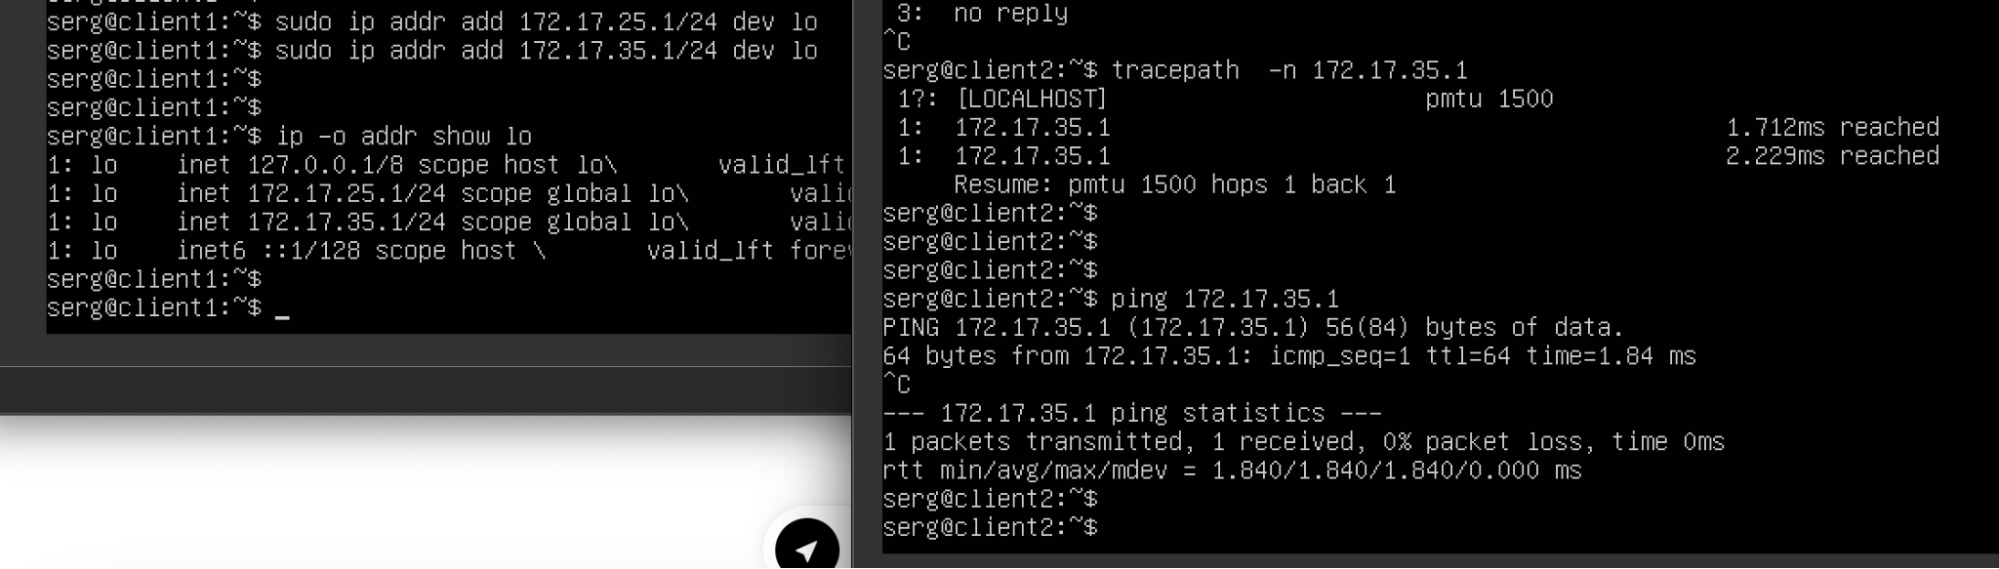 serg@client1:~$ sudo ip addr add 172.17.25.1/24 dev lo
serg@client1:~$ sudo ip addr add 172.17.35.1/24 dev lo
serg@client1:~$
serg@client1:~$
serg@client1:~$ ip -o addr show lo
1: lo    inet 127.0.0.1/8 scope host lo\       valid_lft
1: lo    inet 172.17.25.1/24 scope global lo\       vali
1: lo    inet 172.17.35.1/24 scope global lo\       vali
1: lo    inet6 ::1/128 scope host \       valid_lft fore
serg@client1:~$
serg@client1:~$ _
3:  no reply
^C
serg@client2:~$ tracepath  -n 172.17.35.1
 1?: [LOCALHOST]                      pmtu 1500
 1:  172.17.35.1                                           1.712ms reached
 1:  172.17.35.1                                           2.229ms reached
     Resume: pmtu 1500 hops 1 back 1
serg@client2:~$
serg@client2:~$
serg@client2:~$
serg@client2:~$ ping 172.17.35.1
PING 172.17.35.1 (172.17.35.1) 56(84) bytes of data.
64 bytes from 172.17.35.1: icmp_seq=1 ttl=64 time=1.84 ms
^C
--- 172.17.35.1 ping statistics ---
1 packets transmitted, 1 received, 0% packet loss, time 0ms
rtt min/avg/max/mdev = 1.840/1.840/1.840/0.000 ms
serg@client2:~$
serg@client2:~$